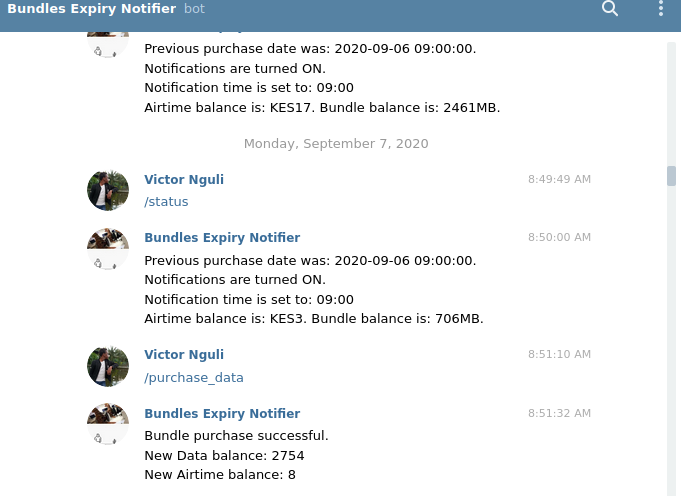 Bundles Expiry Notifier bot
Previous purchase date was: 2020-09-06 09:00:00.
Notifications are turned ON.
Notification time is set to: 09:00
Airtime balance is: KES17. Bundle balance is: 2461MB.
Monday, September 7, 2020
Victor Nguli 8:49:49 AM
/status
Bundles Expiry Notifier 8:50:00 AM
Previous purchase date was: 2020-09-06 09:00:00.
Notifications are turned ON.
Notification time is set to: 09:00
Airtime balance is: KES3. Bundle balance is: 706MB.
Victor Nguli 8:51:10 AM
/purchase_data
Bundles Expiry Notifier 8:51:32 AM
Bundle purchase successful.
New Data balance: 2754
New Airtime balance: 8